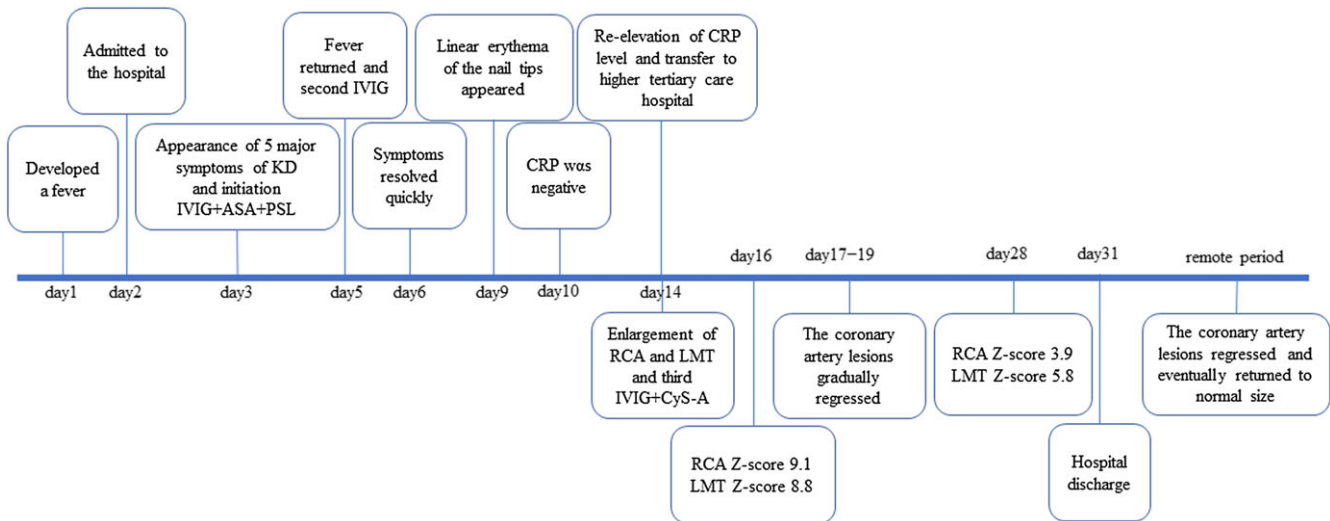 Developed
a fever
Admitted to
the hospital
Appearance of 5 major
symptoms of KD
and initiation
IVIG+ASA+PSL
Fever
returned and
second IVIG
Symptoms
resolved
quickly
Linear erythema
of the nail tips
appeared
CRP wαs
negative
Re-elevation of CRP
level and transfer to
higher tertiary care
hospital
day1
day2
day3
day5
day6
day9
day10
day14
day16
day17−19
day28
day31
remote period
Enlargement of
RCA and LMT
and third
IVIG+CyS-A
RCA Z-score 9.1
LMT Z-score 8.8
The coronary
artery lesions
gradually
regressed
RCA Z-score 3.9
LMT Z-score 5.8
Hospital
discharge
The coronary artery
lesions regressed and
eventually returned to
normal size